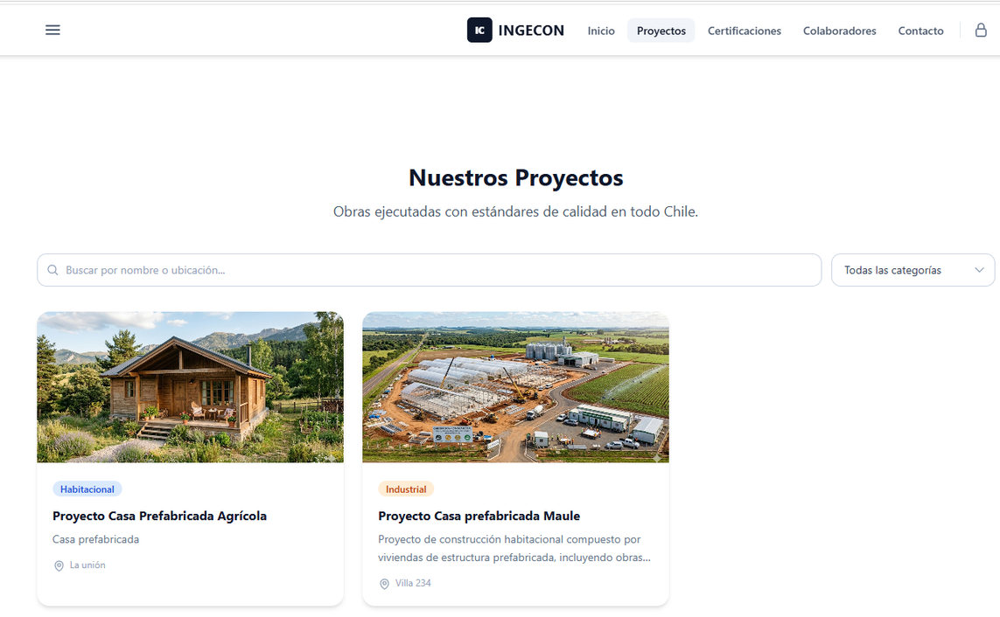 IC INGECON Inicio Proyectos Certificaciones Colaboradores Contacto
Nuestros Proyectos
Obras ejecutadas con estándares de calidad en todo Chile.
Buscar por nombre o ubicación... Todas las categorías
Habitacional
Proyecto Casa Prefabricada Agrícola
Casa prefabricada
La unión
Industrial
Proyecto Casa prefabricada Maule
Proyecto de construcción habitacional compuesto por
viviendas de estructura prefabricada, incluyendo obras...
Villa 234